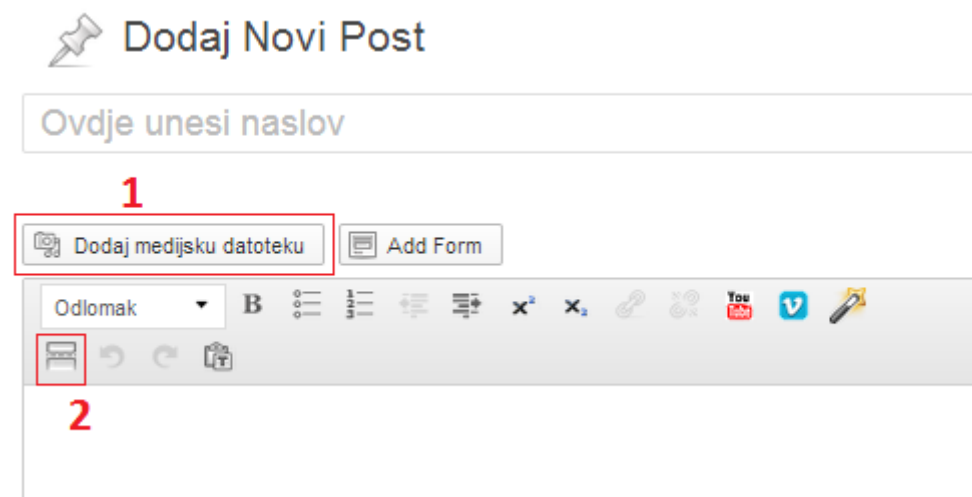 Dodaj Novi Post
Ovdje unesi naslov
1
Dodaj medijsku datoteku Add Form
Odlomak B x² x₂ You Tube V
2